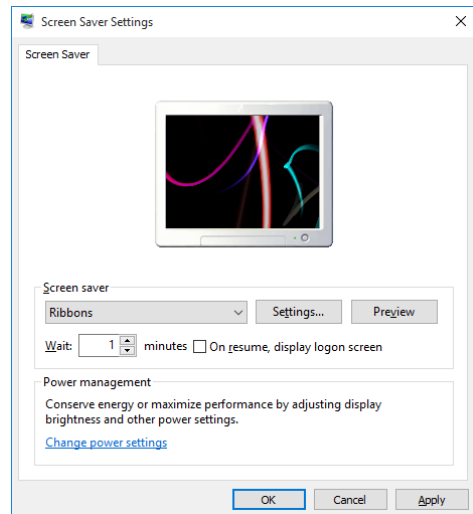 Screen Saver Settings
Screen Saver
Screen saver
Ribbons
Settings...
Preview
Wait: 1 minutes On resume, display logon screen
Power management
Conserve energy or maximize performance by adjusting display
brightness and other power settings.
Change power settings
OK Cancel Apply